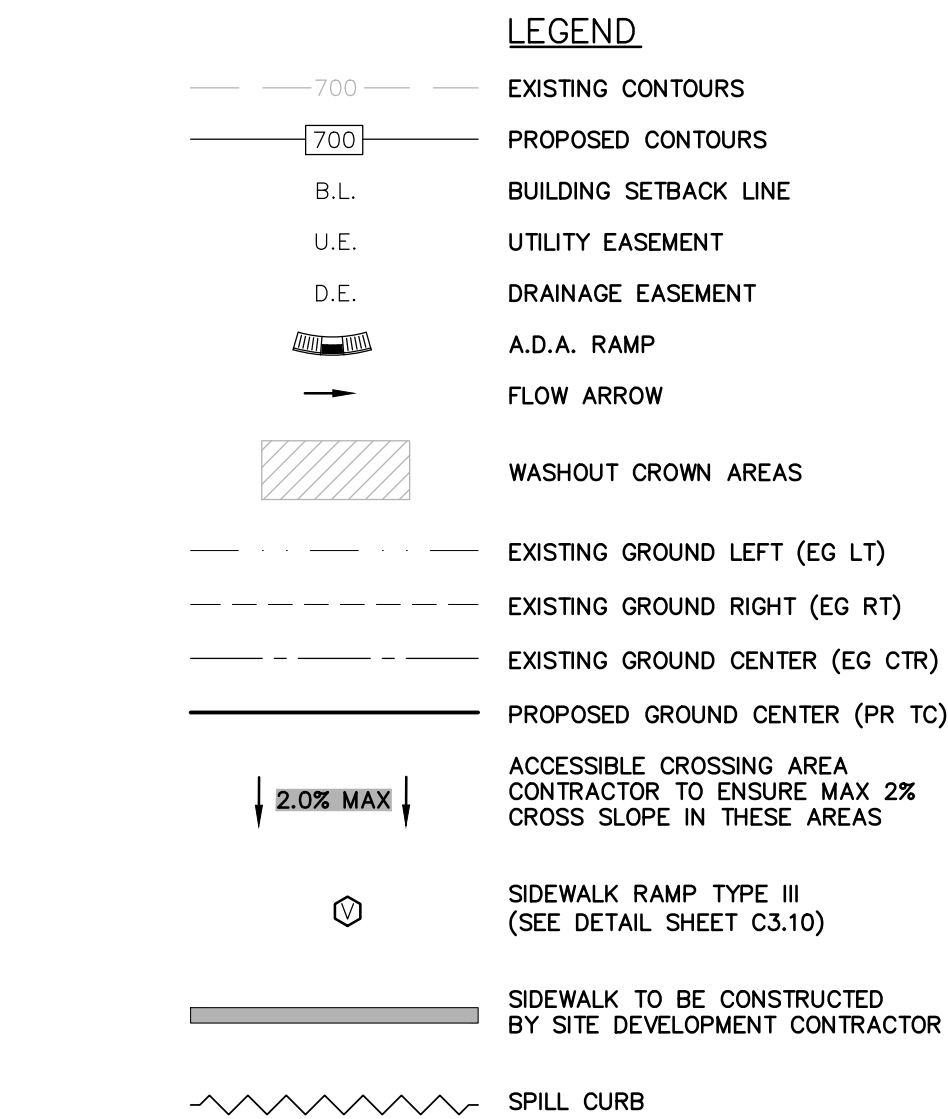 LEGEND
700 EXISTING CONTOURS
700 PROPOSED CONTOURS
B.L. BUILDING SETBACK LINE
U.E. UTILITY EASEMENT
D.E. DRAINAGE EASEMENT
A.D.A. RAMP
FLOW ARROW
WASHOUT CROWN AREAS
EXISTING GROUND LEFT (EG LT)
EXISTING GROUND RIGHT (EG RT)
EXISTING GROUND CENTER (EG CTR)
PROPOSED GROUND CENTER (PR TC)
2.0% MAX
ACCESSIBLE CROSSING AREA
CONTRACTOR TO ENSURE MAX 2%
CROSS SLOPE IN THESE AREAS
V
SIDEWALK RAMP TYPE III
(SEE DETAIL SHEET C3.10)
SIDEWALK TO BE CONSTRUCTED
BY SITE DEVELOPMENT CONTRACTOR
SPILL CURB